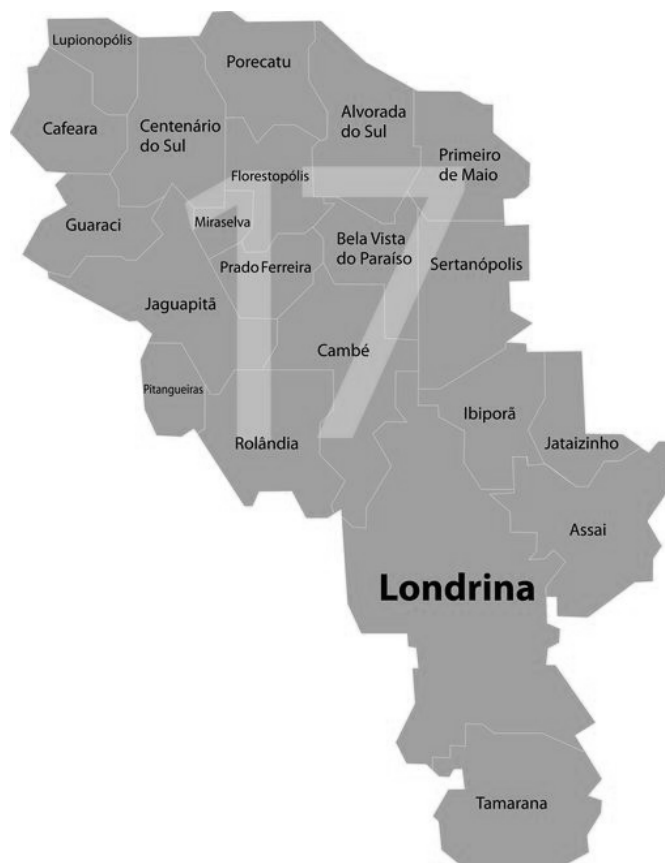 Lupionopólis
Porecatu
Cafeara
Centenário
do Sul
Alvorada
do Sul
Primeiro
de Maio
Florestopólis
17
Guaraci
Miraselva
Bela Vista
do Paraíso
Sertanópolis
Prado Ferreira
Jaguapitã
Cambé
Pitangueiras
Ibiporã
Rolândia
Jataizinho
Assai
Londrina
Tamarana